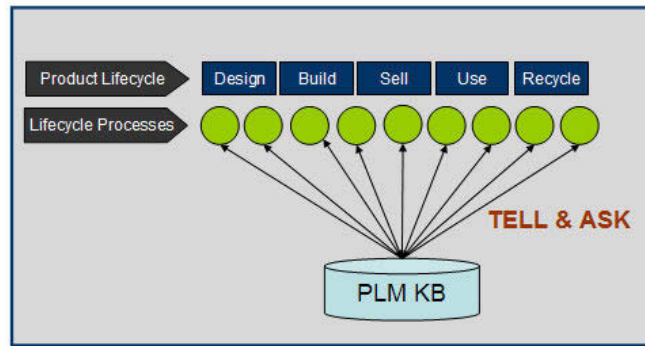 Product Lifecycle
Design
Build
Sell
Use
Recycle
Lifecycle Processes
TELL & ASK
PLM KB